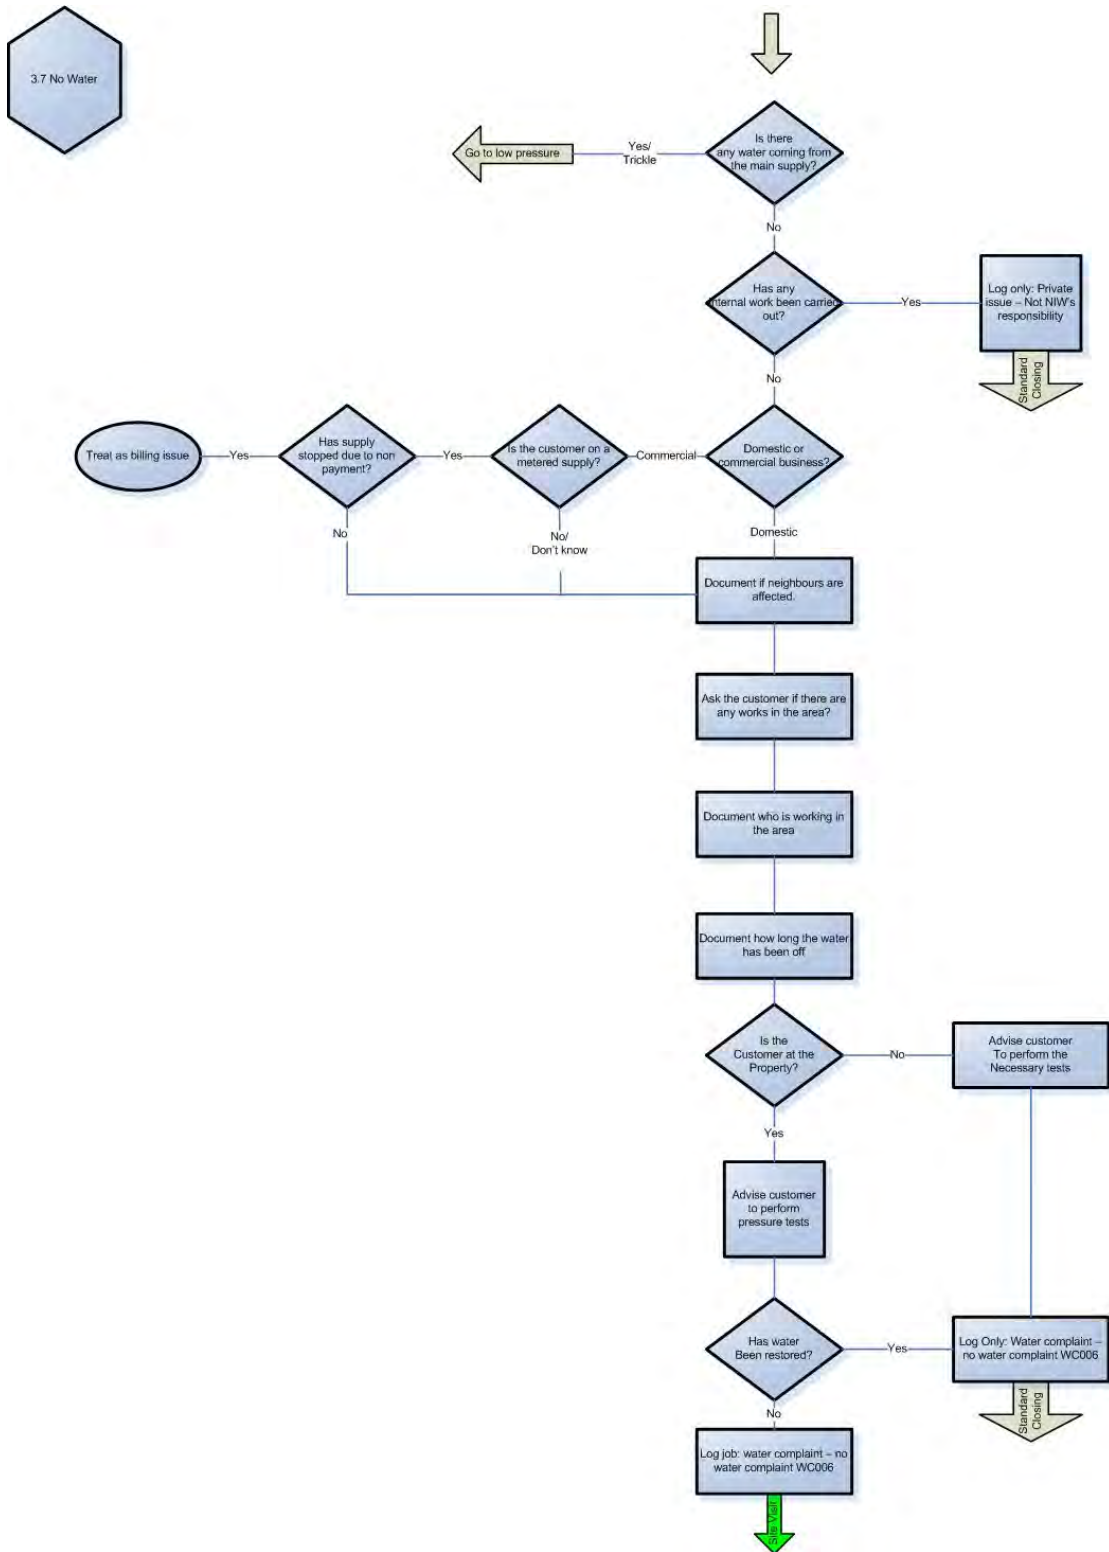 3.7 No Water
Is there
any water coming from
the main supply?
Yes/
Trickle
Go to low pressure
No
Has any
internal work been carried
out?
Yes
Log only: Private
issue – Not NIW's
responsibility
Standard
Closing
No
Domestic or
commercial business?
Commercial
Is the customer on a
metered supply?
Yes
Has supply
stopped due to non
payment?
Yes
Treat as billing issue
No
No/
Don't know
Domestic
Document if neighbours are
affected.
Ask the customer if there are
any works in the area?
Document who is working in
the area
Document how long the water
has been off
Is the
Customer at the
Property?
No
Advise customer
To perform the
Necessary tests
Yes
Advise customer
to perform
pressure tests
Has water
Been restored?
Yes
Log Only: Water complaint –
no water complaint WC006
Standard
Closing
No
Log job: water complaint – no
water complaint WC006
Site Visit